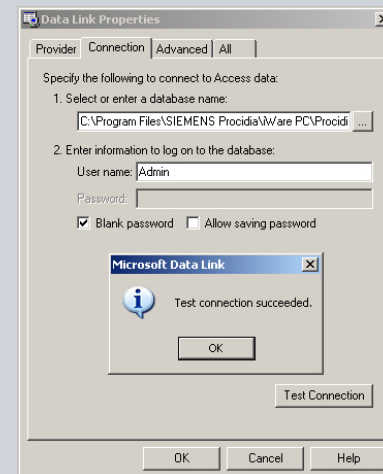 Data Link Properties
Provider Connection Advanced All
Specify the following to connect to Access data:
1. Select or enter a database name:
C:\Program Files\SIEMENS Procidia\iWare PC\Procidi ...
2. Enter information to log on to the database:
User name: Admin
Password:
Blank password Allow saving password
Microsoft Data Link
Test connection succeeded.
OK
Test Connection
OK Cancel Help